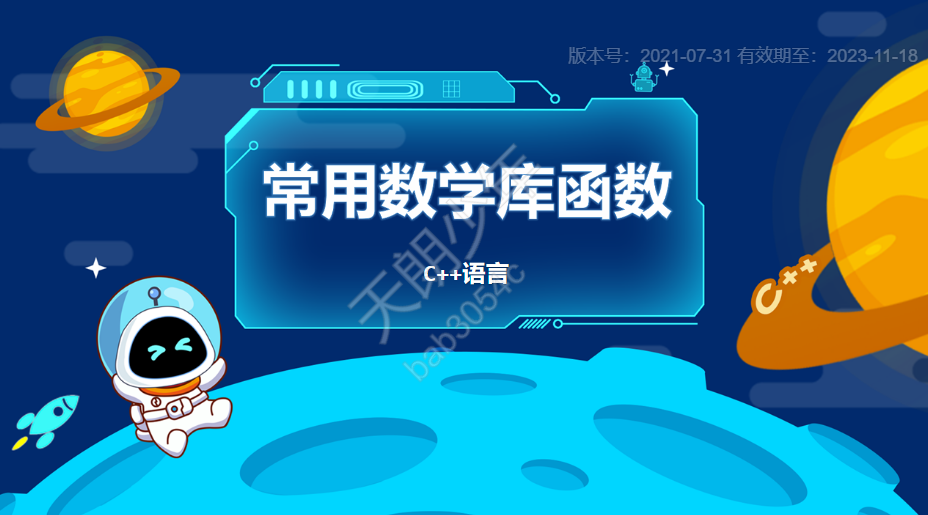 版本号：2021-07-31 有效期至：2023-11-18
常用数学库函数
C++语言
C++
天朗少年
bab3054c